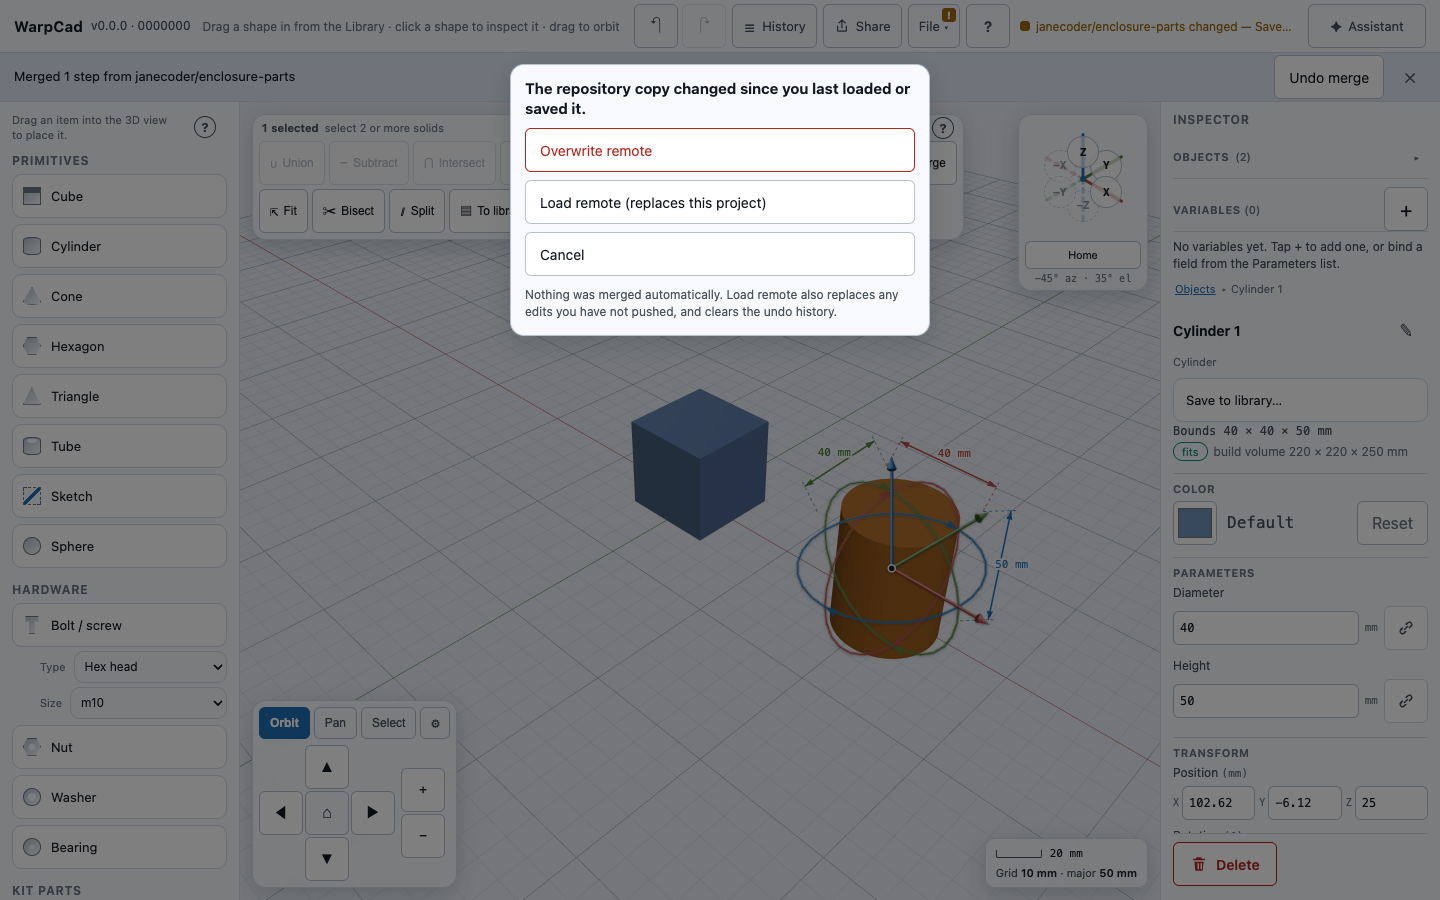 WarpCad v0.0.0 · 0000000 Drag a shape in from the Library · click a shape to inspect it · drag to orbit
History
Share
File
!
?
janecoder/enclosure-parts changed — Save…
Assistant
Merged 1 step from janecoder/enclosure-parts
Undo merge
The repository copy changed since you last loaded or
saved it.
Overwrite remote
Load remote (replaces this project)
Cancel
Nothing was merged automatically. Load remote also replaces any
edits you have not pushed, and clears the undo history.
Drag an item into the 3D view
to place it.
?
PRIMITIVES
Cube
Cylinder
Cone
Hexagon
Triangle
Tube
Sketch
Sphere
HARDWARE
Bolt / screw
Type Hex head
Size m10
Nut
Washer
Bearing
KIT PARTS
1 selected select 2 or more solids
?
Union
Subtract
Intersect
Fit
Bisect
Split
Z
Y
X
−X
−Y
−Z
Home
−45° az · 35° el
40 mm
40 mm
50 mm
Orbit
Pan
Select
20 mm
Grid 10 mm · major 50 mm
INSPECTOR
OBJECTS (2)
VARIABLES (0)
+
No variables yet. Tap + to add one, or bind a
field from the Parameters list.
Objects • Cylinder 1
Cylinder 1
Cylinder
Save to library…
Bounds 40 × 40 × 50 mm
fits build volume 220 × 220 × 250 mm
COLOR
Default
Reset
PARAMETERS
Diameter
40 mm
Height
50 mm
TRANSFORM
Position (mm)
X 102.62 Y −6.12 Z 25
Delete